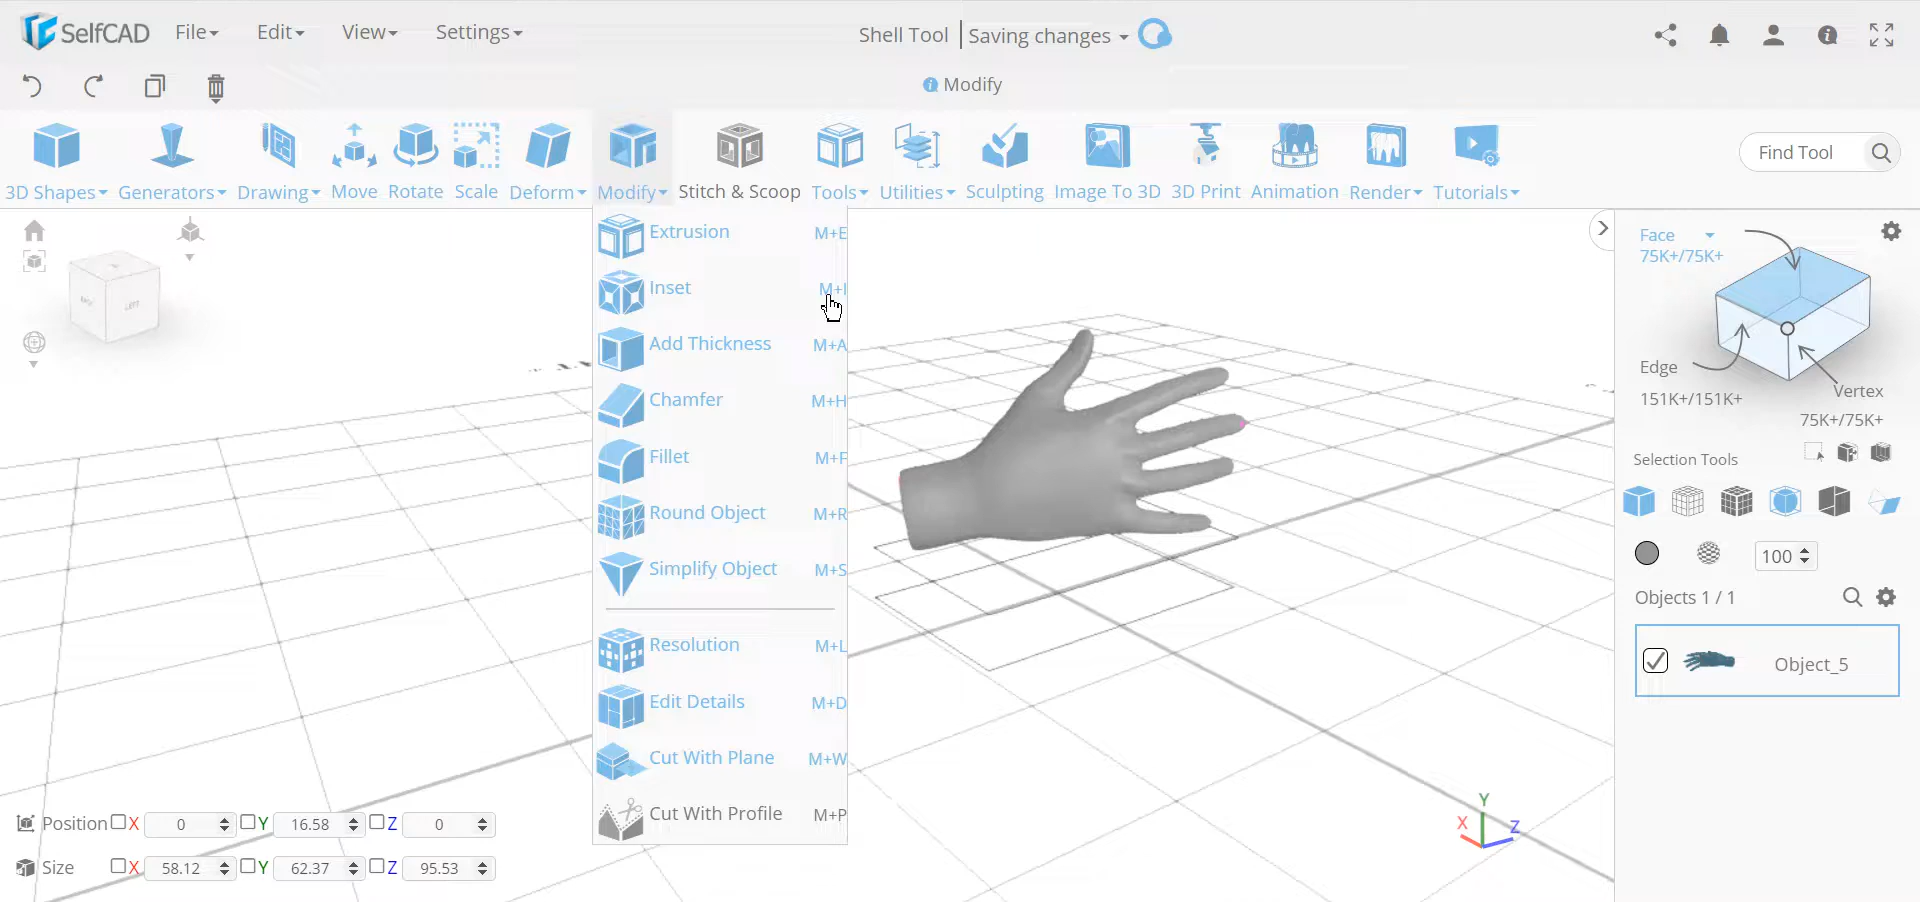 SelfCAD File Edit View Settings Shell Tool Saving changes
Modify
3D Shapes Generators Drawing Move Rotate Scale Deform Modify Stitch & Scoop Tools Utilities Sculpting Image To 3D 3D Print Animation Render Tutorials Find Tool
Extrusion M+E
Inset M+I
Add Thickness M+A
Chamfer M+H
Fillet M+F
Round Object M+R
Simplify Object M+S
Resolution M+L
Edit Details M+D
Cut With Plane M+W
Cut With Profile M+P
LEFT
Face
75K+/75K+
Edge
151K+/151K+
Vertex
75K+/75K+
Selection Tools
100
Objects 1 / 1
Object_5
Position X 0 Y 16.58 Z 0
Size X 58.12 Y 62.37 Z 95.53
Y
X
Z